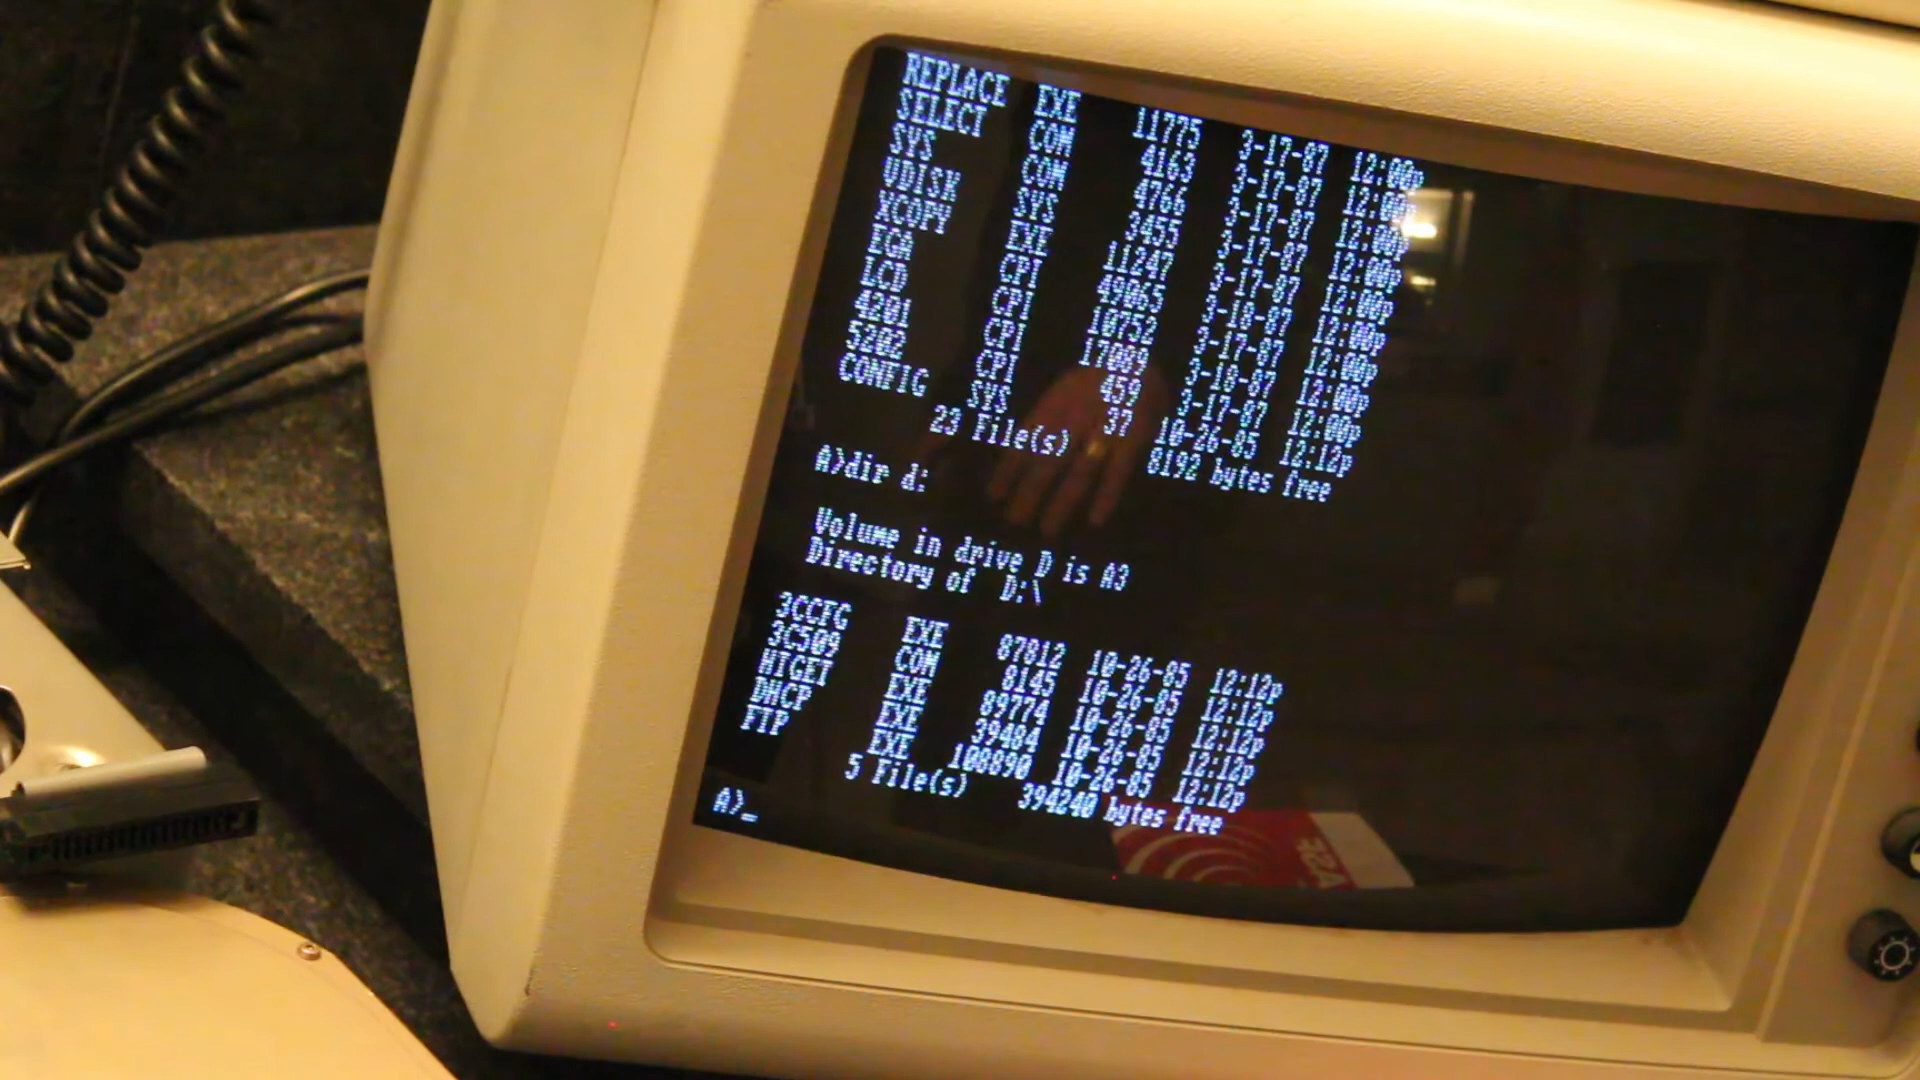 REPLACE EXE 11775 3-17-87 12:00p
SELECT COM 4163 3-17-87 12:00p
SYS COM 4766 3-17-87 12:00p
VDISK SYS 3455 3-17-87 12:00p
XCOPY EXE 11247 3-17-87 12:00p
EGA CPI 49065 3-18-87 12:00p
LCD CPI 10752 3-17-87 12:00p
4201 CPI 17089 3-18-87 12:00p
5202 CPI 459 3-17-87 12:00p
CONFIG SYS 37 10-26-85 12:12p
23 File(s) 8192 bytes free
A>dir d:
Volume in drive D is A3
Directory of D:\
3CCFG EXE 87812 10-26-85 12:12p
3C509 COM 8145 10-26-85 12:12p
HTGET EXE 89774 10-26-85 12:12p
DHCP EXE 39484 10-26-85 12:12p
FTP EXE 108890 10-26-85 12:12p
5 File(s) 394240 bytes free
A>_